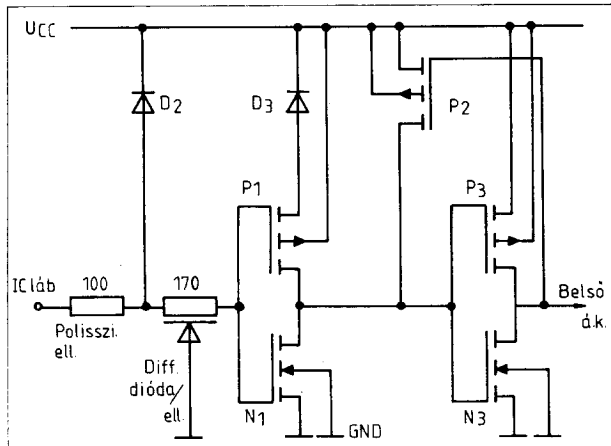 UCC
D2
D3
P2
P1
P3
IC láb
100
170
Belső
á.k.
Polisszi.
ell.
Diff.
dióda/
ell.
N1
GND
N3